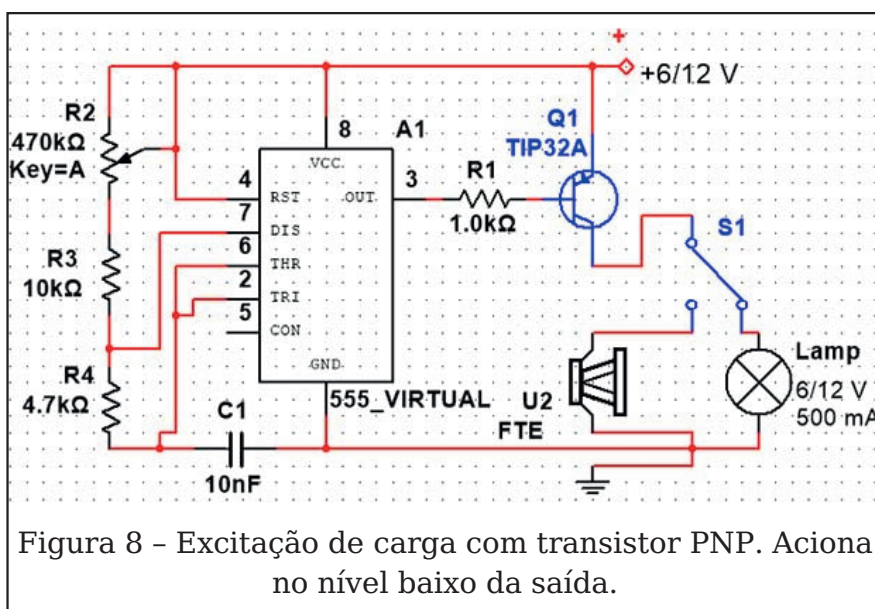 +
+6/12 V
R2
470kΩ
Key=A
8
A1
Q1
TIP32A
VCC
R1
4
RST
OUT
3
7
DIS
1.0kΩ
S1
6
THR
R3
10kΩ
2
TRI
5
CON
GND
Lamp
R4
4.7kΩ
C1
555_VIRTUAL
U2
6/12 V
500 mA
FTE
10nF
Figura 8 – Excitação de carga com transistor PNP. Aciona
no nível baixo da saída.